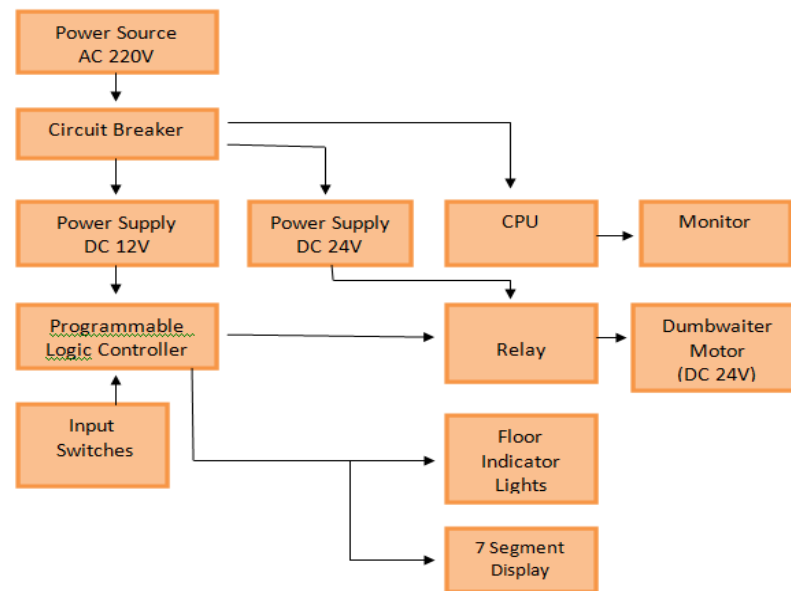 Power Source
AC 220V
Circuit Breaker
Power Supply
DC 12V
Power Supply
DC 24V
CPU
Monitor
Programmable
Logic Controller
Relay
Dumbwaiter
Motor
(DC 24V)
Input
Switches
Floor
Indicator
Lights
7 Segment
Display